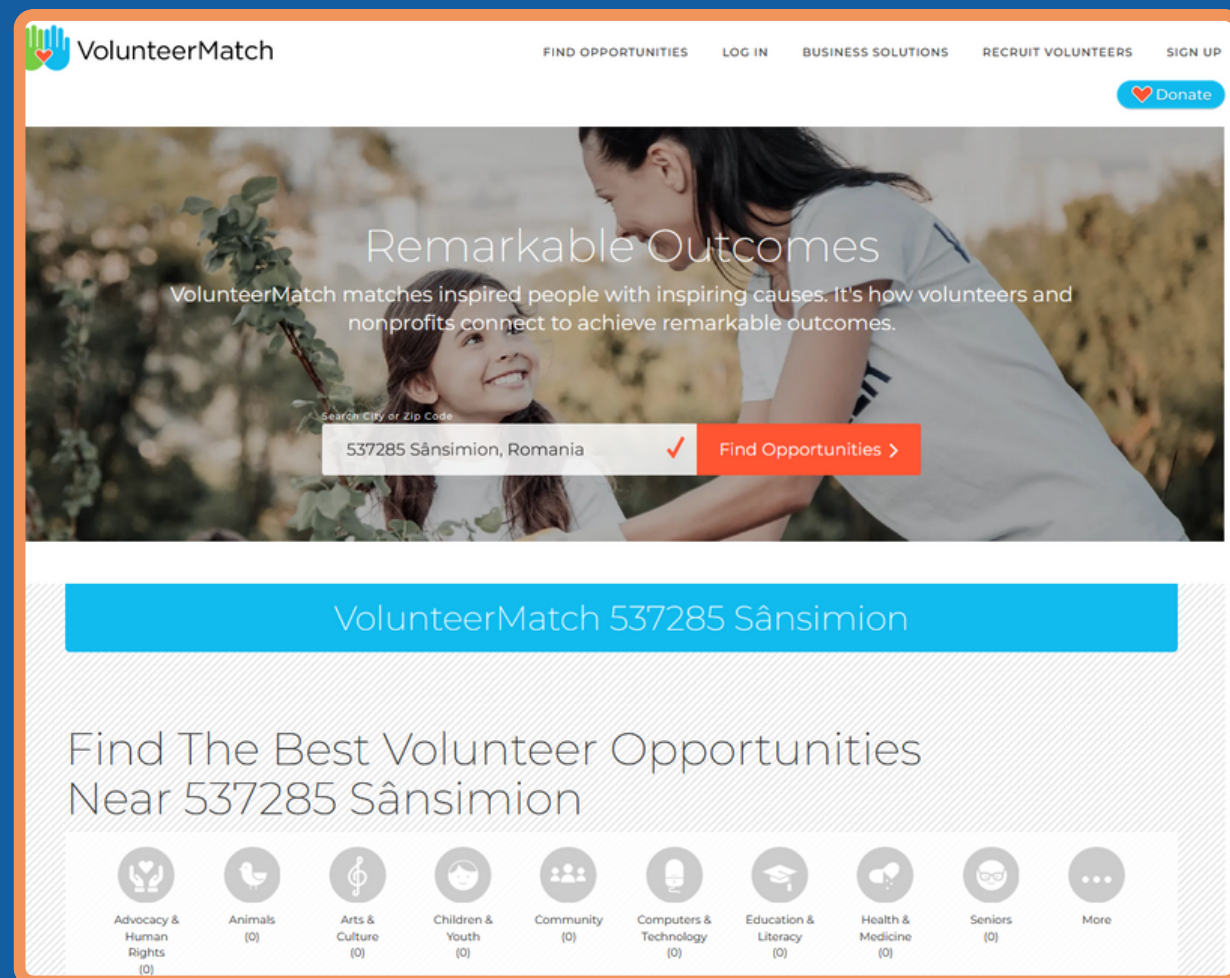 VolunteerMatch
FIND OPPORTUNITIES LOG IN BUSINESS SOLUTIONS RECRUIT VOLUNTEERS SIGN UP
Donate
Remarkable Outcomes
VolunteerMatch matches inspired people with inspiring causes. It's how volunteers and
nonprofits connect to achieve remarkable outcomes.
Search City or Zip Code
537285 Sânsimion, Romania
Find Opportunities >
VolunteerMatch 537285 Sânsimion
Find The Best Volunteer Opportunities
Near 537285 Sânsimion
Advocacy &
Human
Rights
(0)
Animals
(0)
Arts &
Culture
(0)
Children &
Youth
(0)
Community
(0)
Computers &
Technology
(0)
Education &
Literacy
(0)
Health &
Medicine
(0)
Seniors
(0)
More